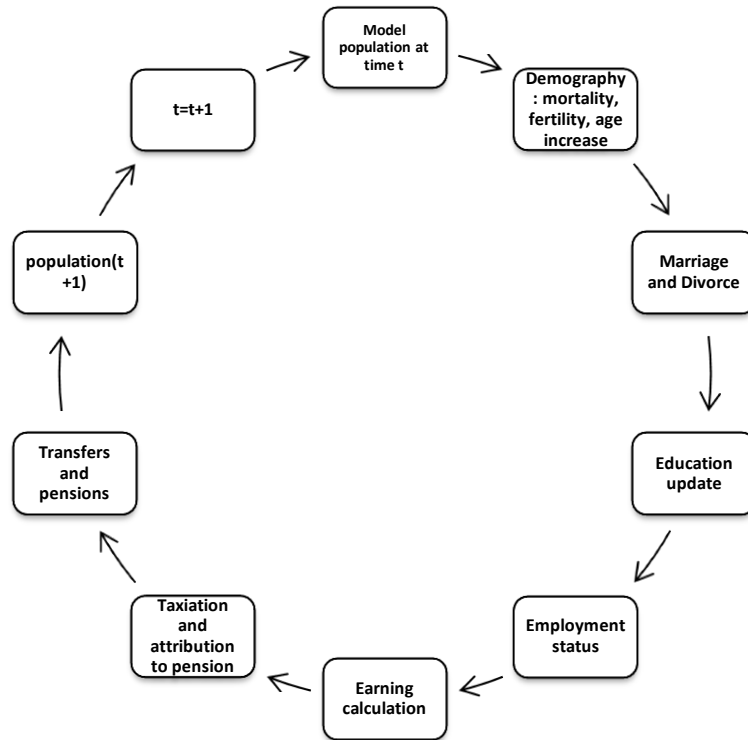 Model
population at
time t
Demography
: mortality,
fertility, age
increase
Marriage
and Divorce
Education
update
Employment
status
Earning
calculation
Taxiation
and
attribution
to pension
Transfers
and
pensions
population(t
+1)
t=t+1